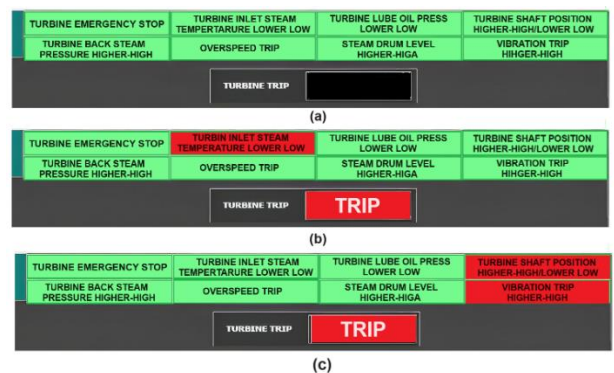 TURBINE EMERGENCY STOP
TURBINE INLET STEAM
TEMPERTARURE LOWER LOW
TURBINE LUBE OIL PRESS
LOWER LOW
TURBINE SHAFT POSITION
HIGHER-HIGH/LOWER LOW
TURBINE BACK STEAM
PRESSURE HIGHER-HIGH
OVERSPEED TRIP
STEAM DRUM LEVEL
HIGHER-HIGA
VIBRATION TRIP
HIHGER-HIGH
TURBINE TRIP
(a)
TURBINE EMERGENCY STOP
TURBIN INLET STEAM
TEMPERATURE LOWER LOW
TURBINE LUBE OIL PRESS
LOWER LOW
TURBINE SHAFT POSITION
HIGHER-HIGH/LOWER LOW
TURBINE BACK STEAM
PRESSURE HIGHER-HIGH
OVERSPEED TRIP
STEAM DRUM LEVEL
HIGHER-HIGA
VIBRATION TRIP
HIHGER-HIGH
TURBINE TRIP
TRIP
(b)
TURBINE EMERGENCY STOP
TURBINE INLET STEAM
TEMPERTARURE LOWER LOW
TURBINE LUBE OIL PRESS
LOWER LOW
TURBINE SHAFT POSITION
HIGHER-HIGH/LOWER LOW
TURBINE BACK STEAM
PRESSURE HIGHER-HIGH
OVERSPEED TRIP
STEAM DRUM LEVEL
HIGHER-HIGA
VIBRATION TRIP
HIGHER-HIGH
TURBINE TRIP
TRIP
(c)